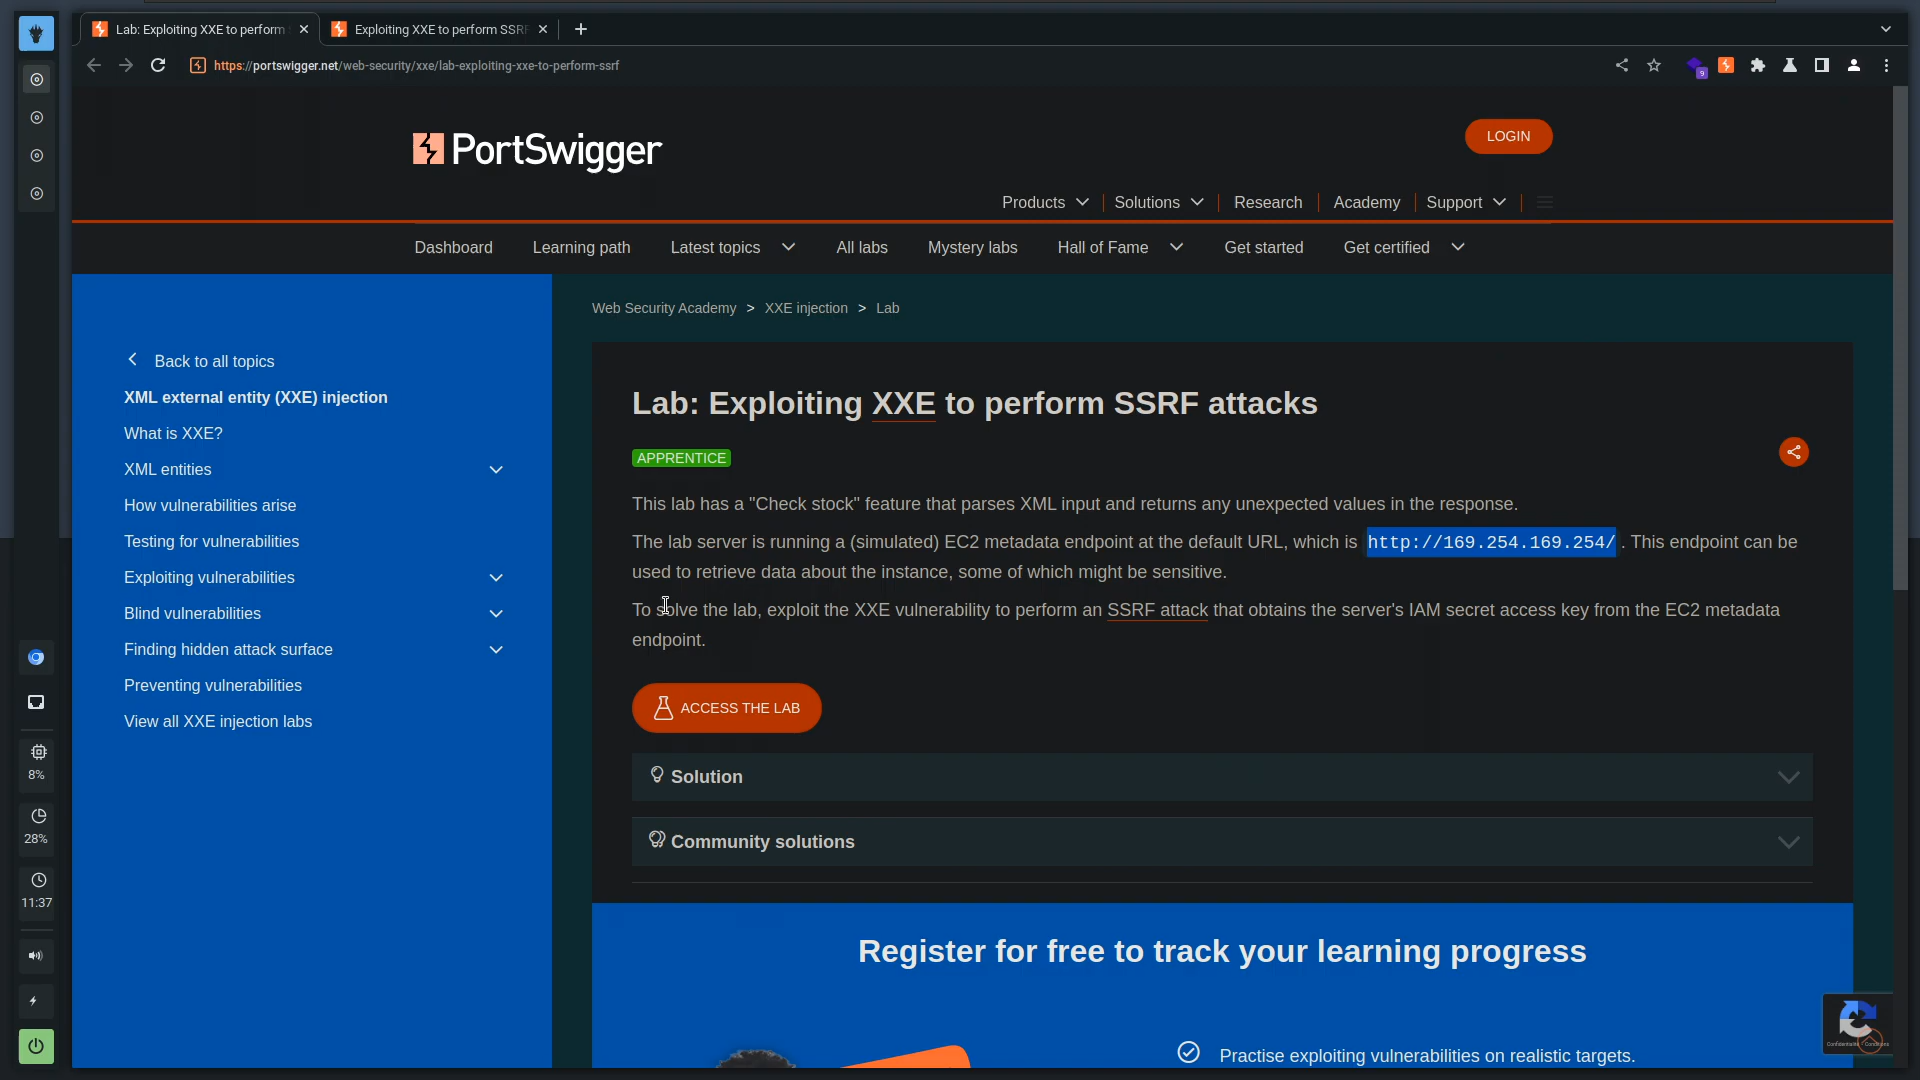 Lab: Exploiting XXE to perform
Exploiting XXE to perform SSRF
https://portswigger.net/web-security/xxe/lab-exploiting-xxe-to-perform-ssrf
9
PortSwigger
LOGIN
Products
Solutions
Research
Academy
Support
Dashboard
Learning path
Latest topics
All labs
Mystery labs
Hall of Fame
Get started
Get certified
Web Security Academy > XXE injection > Lab
Back to all topics
XML external entity (XXE) injection
What is XXE?
XML entities
How vulnerabilities arise
Testing for vulnerabilities
Exploiting vulnerabilities
Blind vulnerabilities
Finding hidden attack surface
Preventing vulnerabilities
View all XXE injection labs
Lab: Exploiting XXE to perform SSRF attacks
APPRENTICE
This lab has a "Check stock" feature that parses XML input and returns any unexpected values in the response.
The lab server is running a (simulated) EC2 metadata endpoint at the default URL, which is http://169.254.169.254/ . This endpoint can be
used to retrieve data about the instance, some of which might be sensitive.
To solve the lab, exploit the XXE vulnerability to perform an SSRF attack that obtains the server's IAM secret access key from the EC2 metadata
endpoint.
ACCESS THE LAB
Solution
Community solutions
Register for free to track your learning progress
Practise exploiting vulnerabilities on realistic targets.
8%
28%
11:37